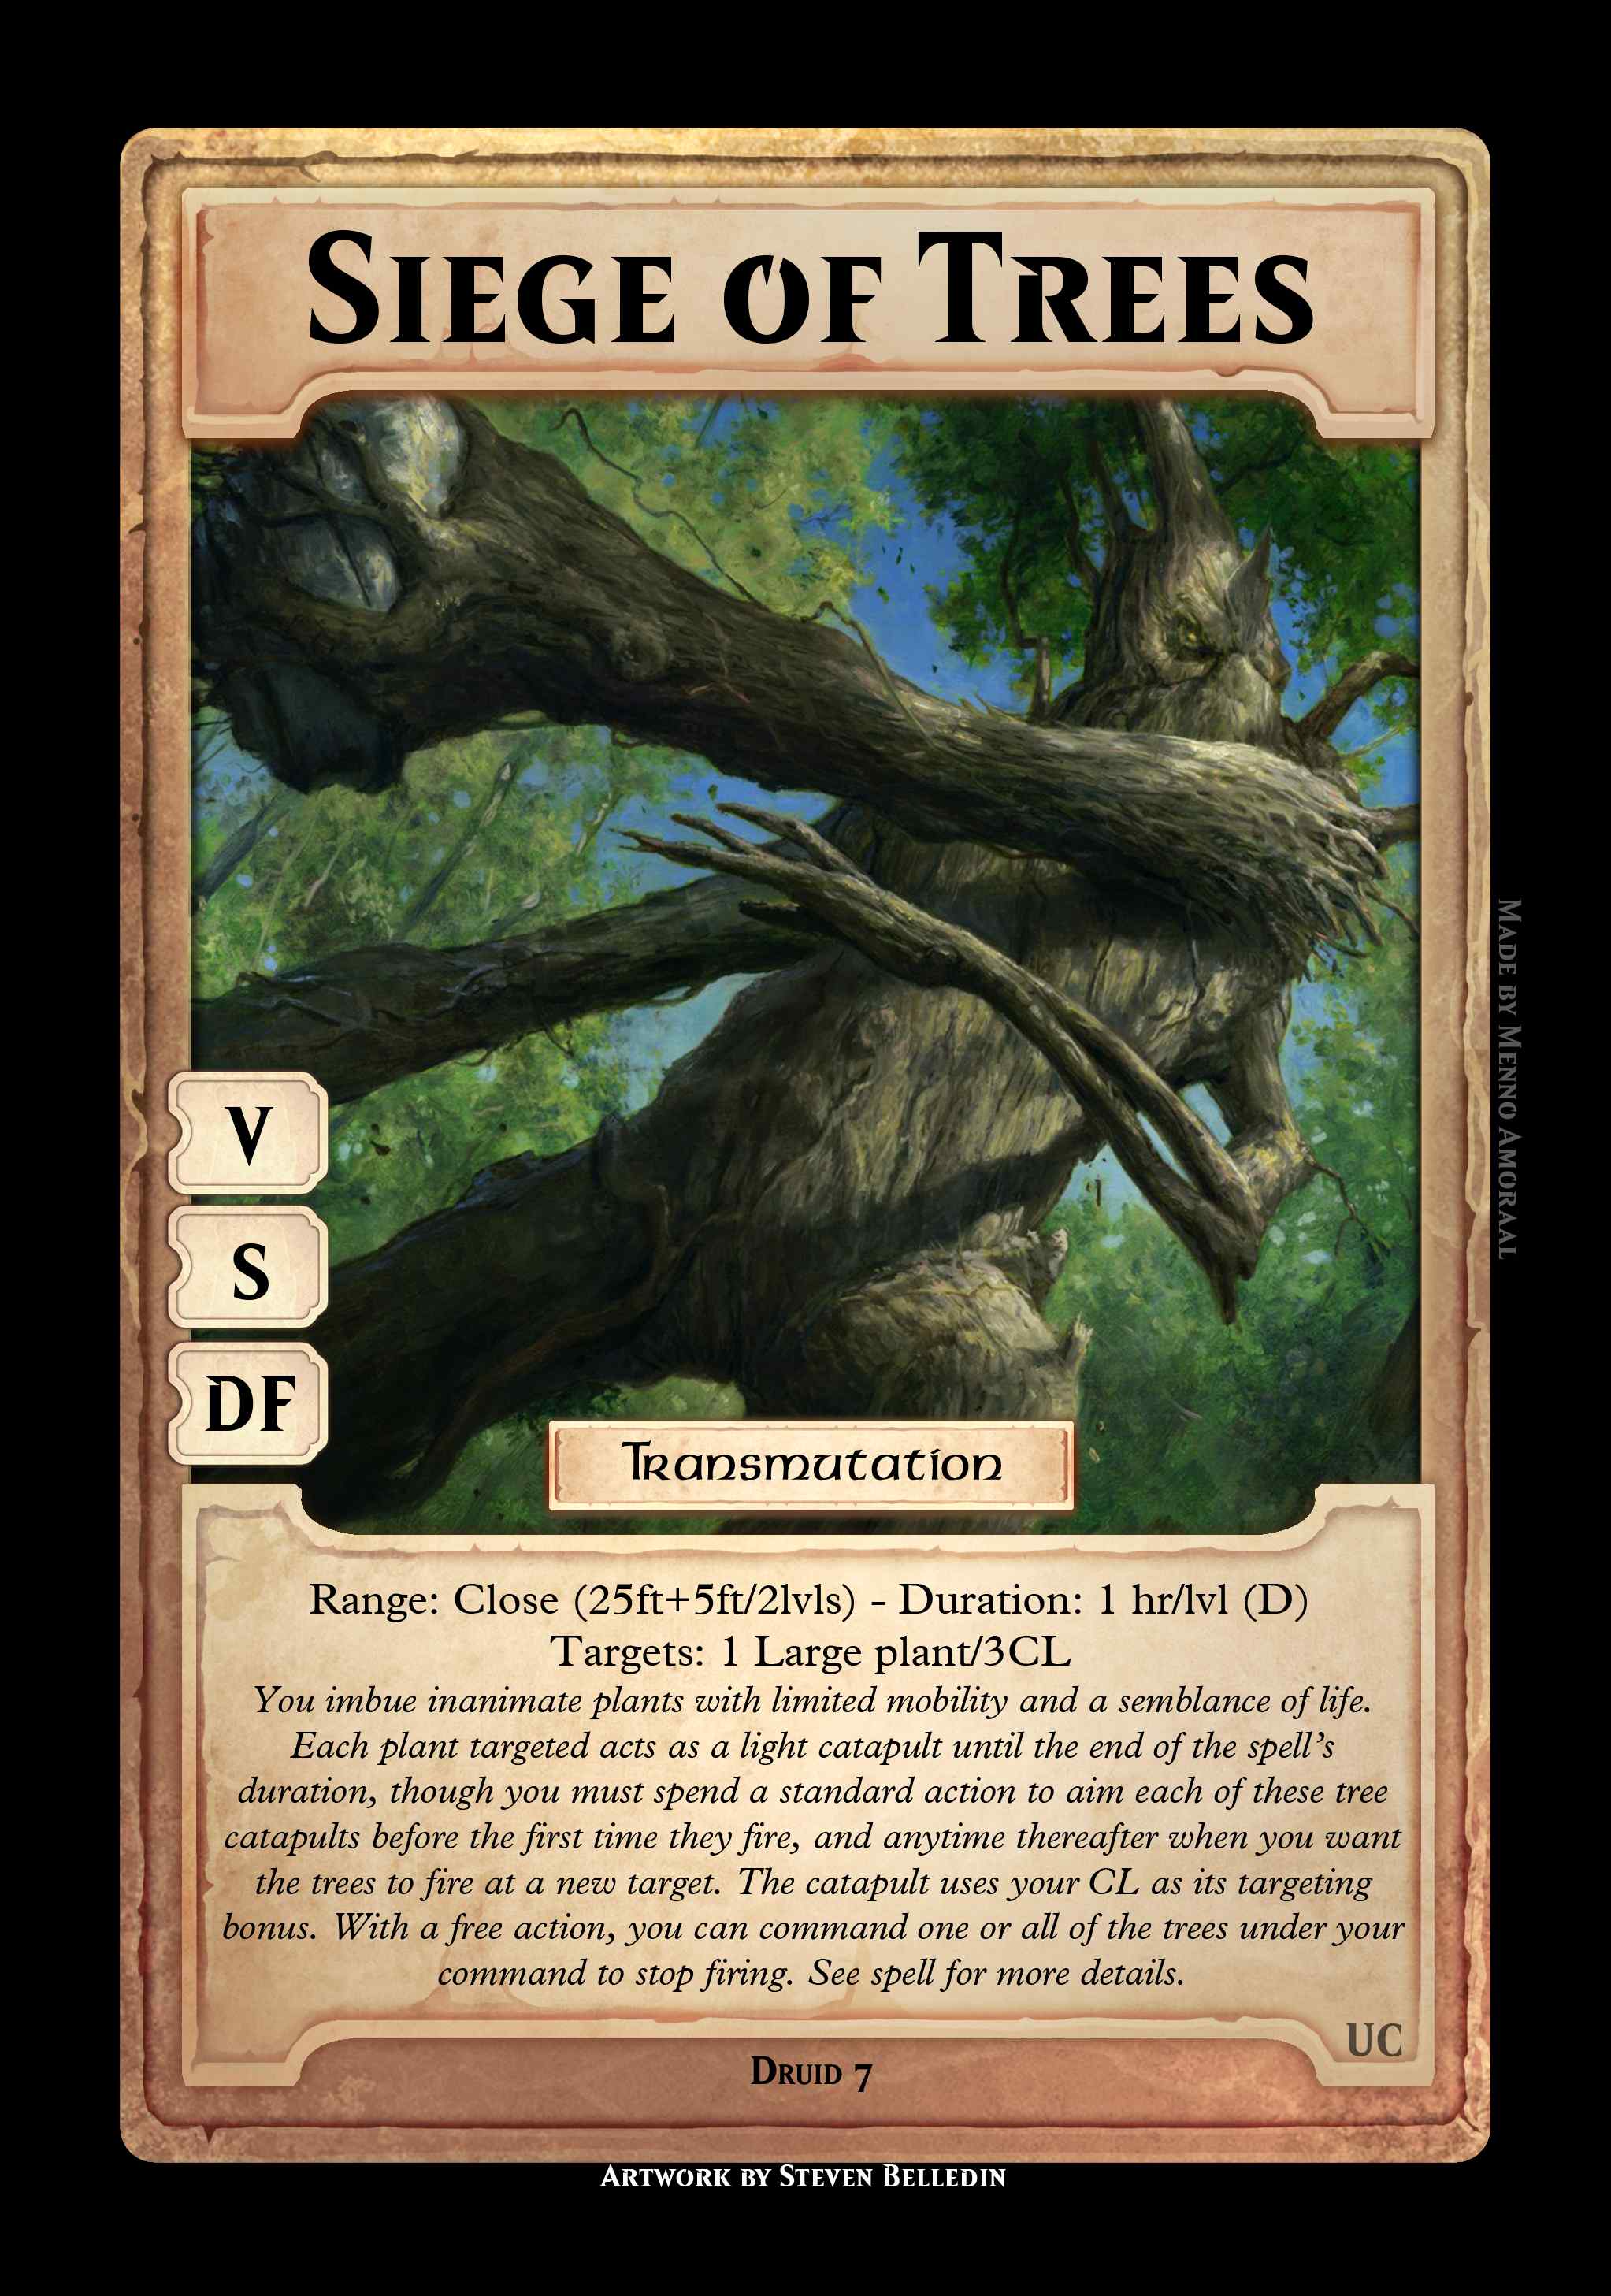 Siege of Trees
V
S
DF
Transmutation
Range: Close (25ft+5ft/2lvls) - Duration: 1 hr/lvl (D)
Targets: 1 Large plant/3CL
You imbue inanimate plants with limited mobility and a semblance of life.
Each plant targeted acts as a light catapult until the end of the spell's
duration, though you must spend a standard action to aim each of these tree
catapults before the first time they fire, and anytime thereafter when you want
the trees to fire at a new target. The catapult uses your CL as its targeting
bonus. With a free action, you can command one or all of the trees under your
command to stop firing. See spell for more details.
UC
Druid 7
Artwork by Steven Belledin
Made by Menno Amoraal